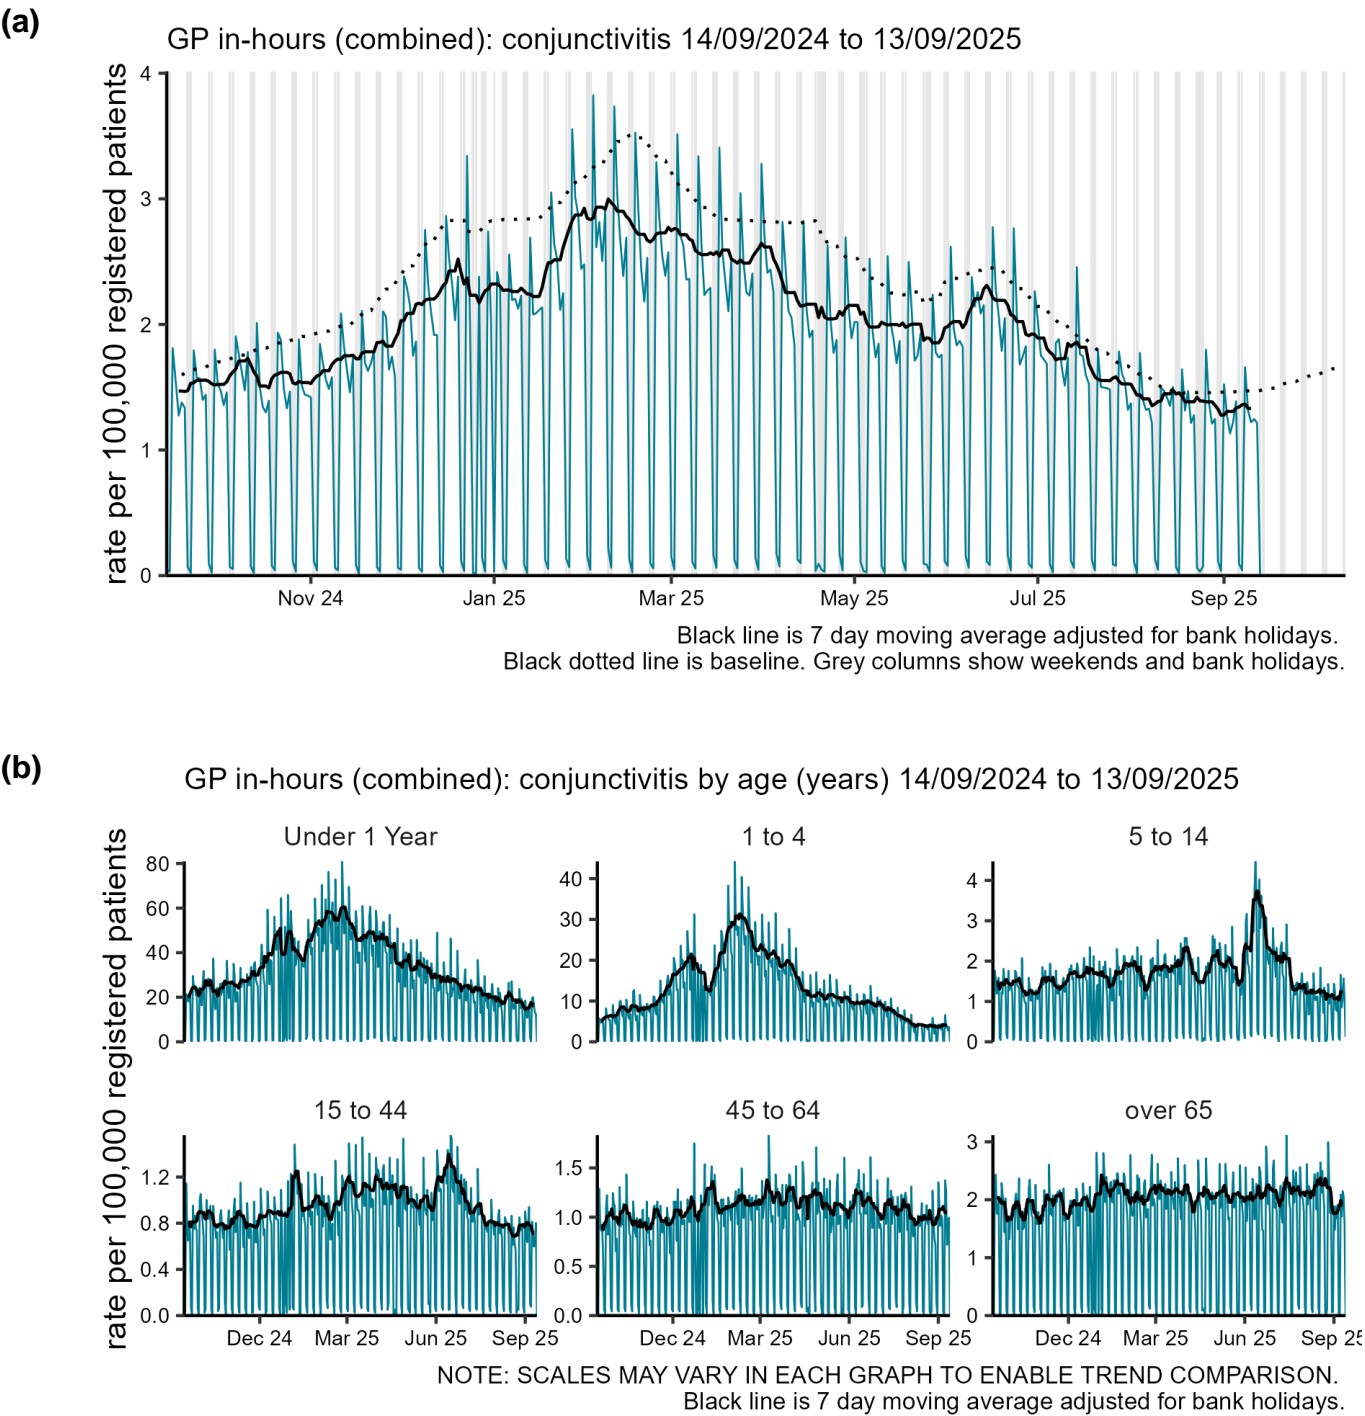 (a)
GP in-hours (combined): conjunctivitis 14/09/2024 to 13/09/2025
rate per 100,000 registered patients
4
3
2
1
0
Nov 24 Jan 25 Mar 25 May 25 Jul 25 Sep 25
Black line is 7 day moving average adjusted for bank holidays.
Black dotted line is baseline. Grey columns show weekends and bank holidays.
(b)
GP in-hours (combined): conjunctivitis by age (years) 14/09/2024 to 13/09/2025
rate per 100,000 registered patients
Under 1 Year
80
60
40
20
0
1 to 4
40
30
20
10
0
5 to 14
4
3
2
1
0
15 to 44
1.2
0.8
0.4
0.0
Dec 24 Mar 25 Jun 25 Sep 25
45 to 64
1.5
1.0
0.5
0.0
Dec 24 Mar 25 Jun 25 Sep 25
over 65
3
2
1
0
Dec 24 Mar 25 Jun 25 Sep 25
NOTE: SCALES MAY VARY IN EACH GRAPH TO ENABLE TREND COMPARISON.
Black line is 7 day moving average adjusted for bank holidays.